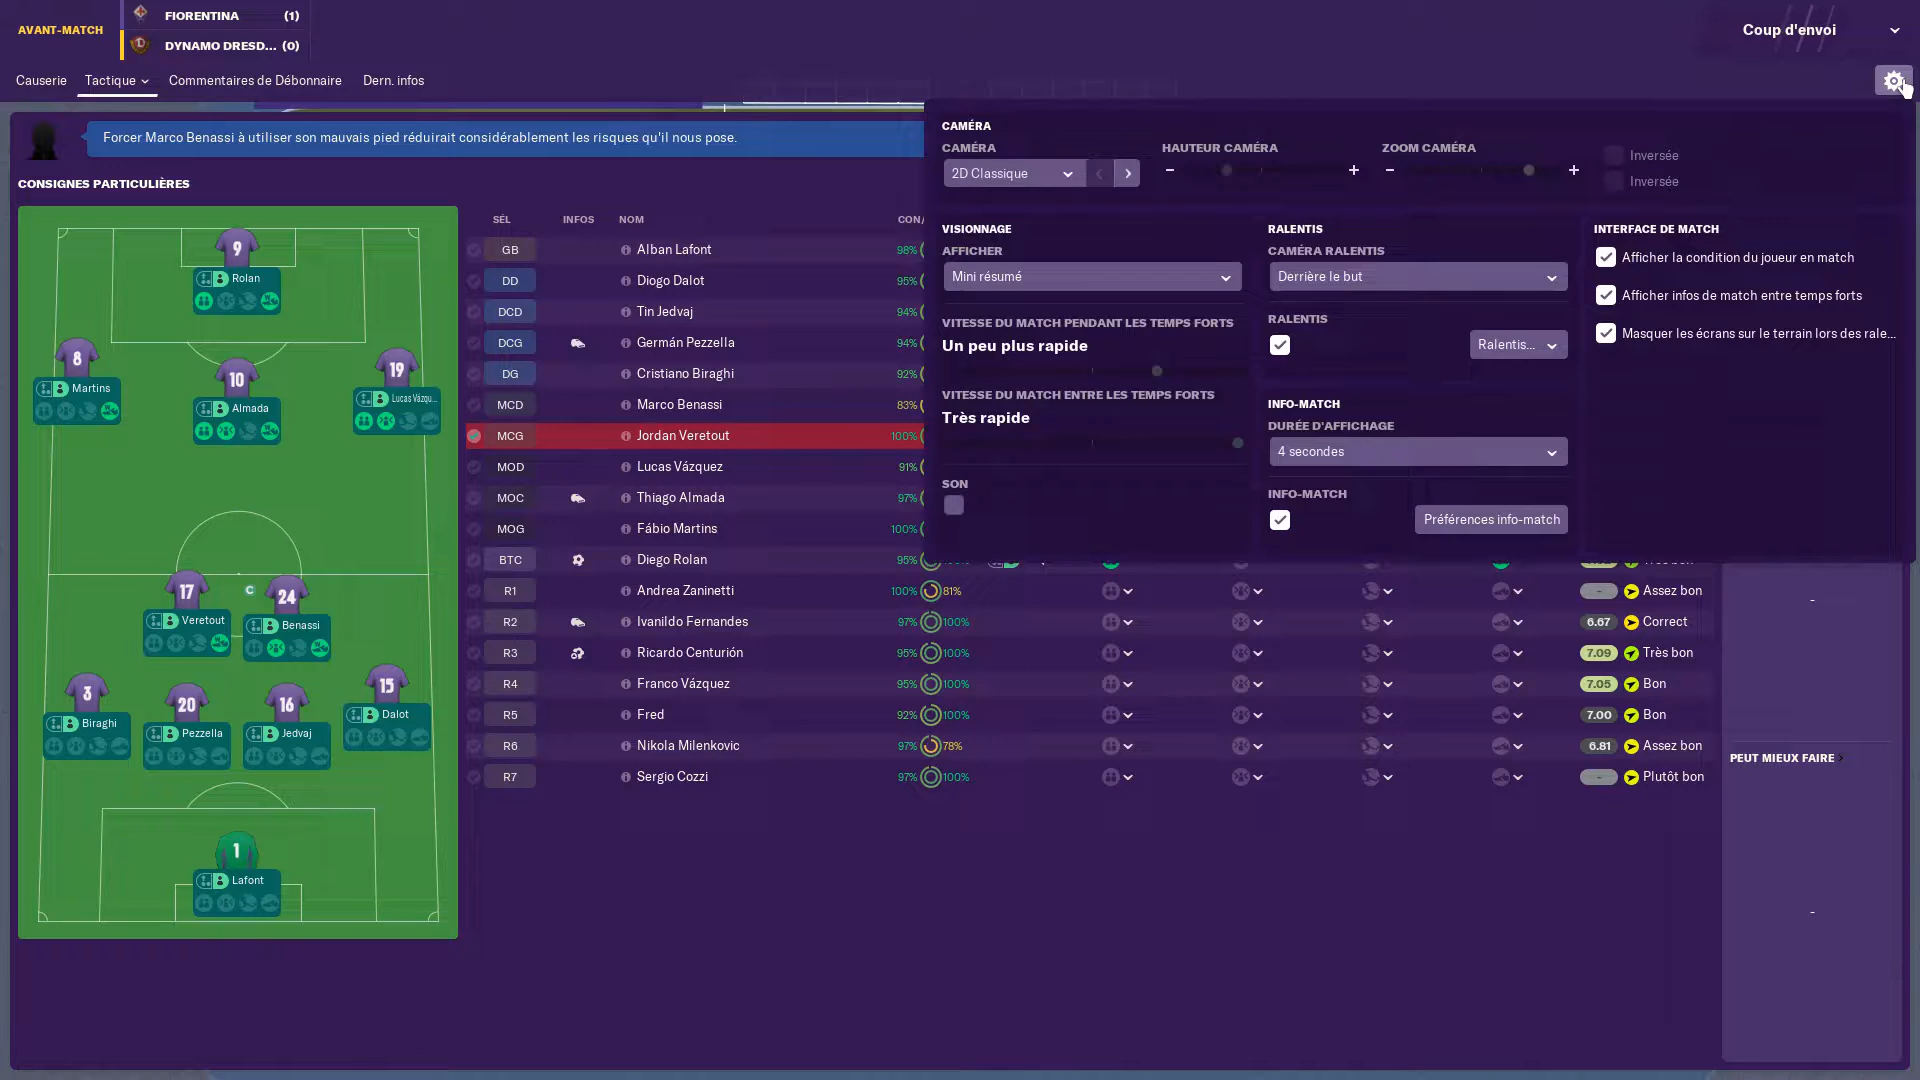 AVANT-MATCH
FIORENTINA (1)
DYNAMO DRESD... (0)
Coup d'envoi
Causerie Tactique Commentaires de Débonnaire Dern. infos
Forcer Marco Benassi à utiliser son mauvais pied réduirait considérablement les risques qu'il nous pose.
CONSIGNES PARTICULIÈRES
9
Rolan
8
Martins
10
Almada
19
Lucas Vázqu...
C
17
Veretout
24
Benassi
3
Biraghi
20
Pezzella
16
Jedvaj
15
Dalot
1
Lafont
SÉL INFOS NOM CON/
GB Alban Lafont 98%
DD Diogo Dalot 95%
DCD Tin Jedvaj 94%
DCG Germán Pezzella 94%
DG Cristiano Biraghi 92%
MCD Marco Benassi 83%
MCG Jordan Veretout 100%
MOD Lucas Vázquez 91%
MOC Thiago Almada 97%
MOG Fábio Martins 100%
BTC Diego Rolan 95%
R1 Andrea Zaninetti 100% 81% - Assez bon
R2 Ivanildo Fernandes 97% 100% 6.67 Correct
R3 Ricardo Centurión 95% 100% 7.09 Très bon
R4 Franco Vázquez 95% 100% 7.05 Bon
R5 Fred 92% 100% 7.00 Bon
R6 Nikola Milenkovic 97% 78% 6.81 Assez bon
R7 Sergio Cozzi 97% 100% - Plutôt bon
CAMÉRA
CAMÉRA
2D Classique
HAUTEUR CAMÉRA
- +
ZOOM CAMÉRA
- +
Inversée
Inversée
VISIONNAGE
AFFICHER
Mini résumé
VITESSE DU MATCH PENDANT LES TEMPS FORTS
Un peu plus rapide
VITESSE DU MATCH ENTRE LES TEMPS FORTS
Très rapide
SON
RALENTIS
CAMÉRA RALENTIS
Derrière le but
RALENTIS
Ralentis...
INFO-MATCH
DURÉE D'AFFICHAGE
4 secondes
INFO-MATCH
Préférences info-match
INTERFACE DE MATCH
Afficher la condition du joueur en match
Afficher infos de match entre temps forts
Masquer les écrans sur le terrain lors des rale...
-
PEUT MIEUX FAIRE >
-